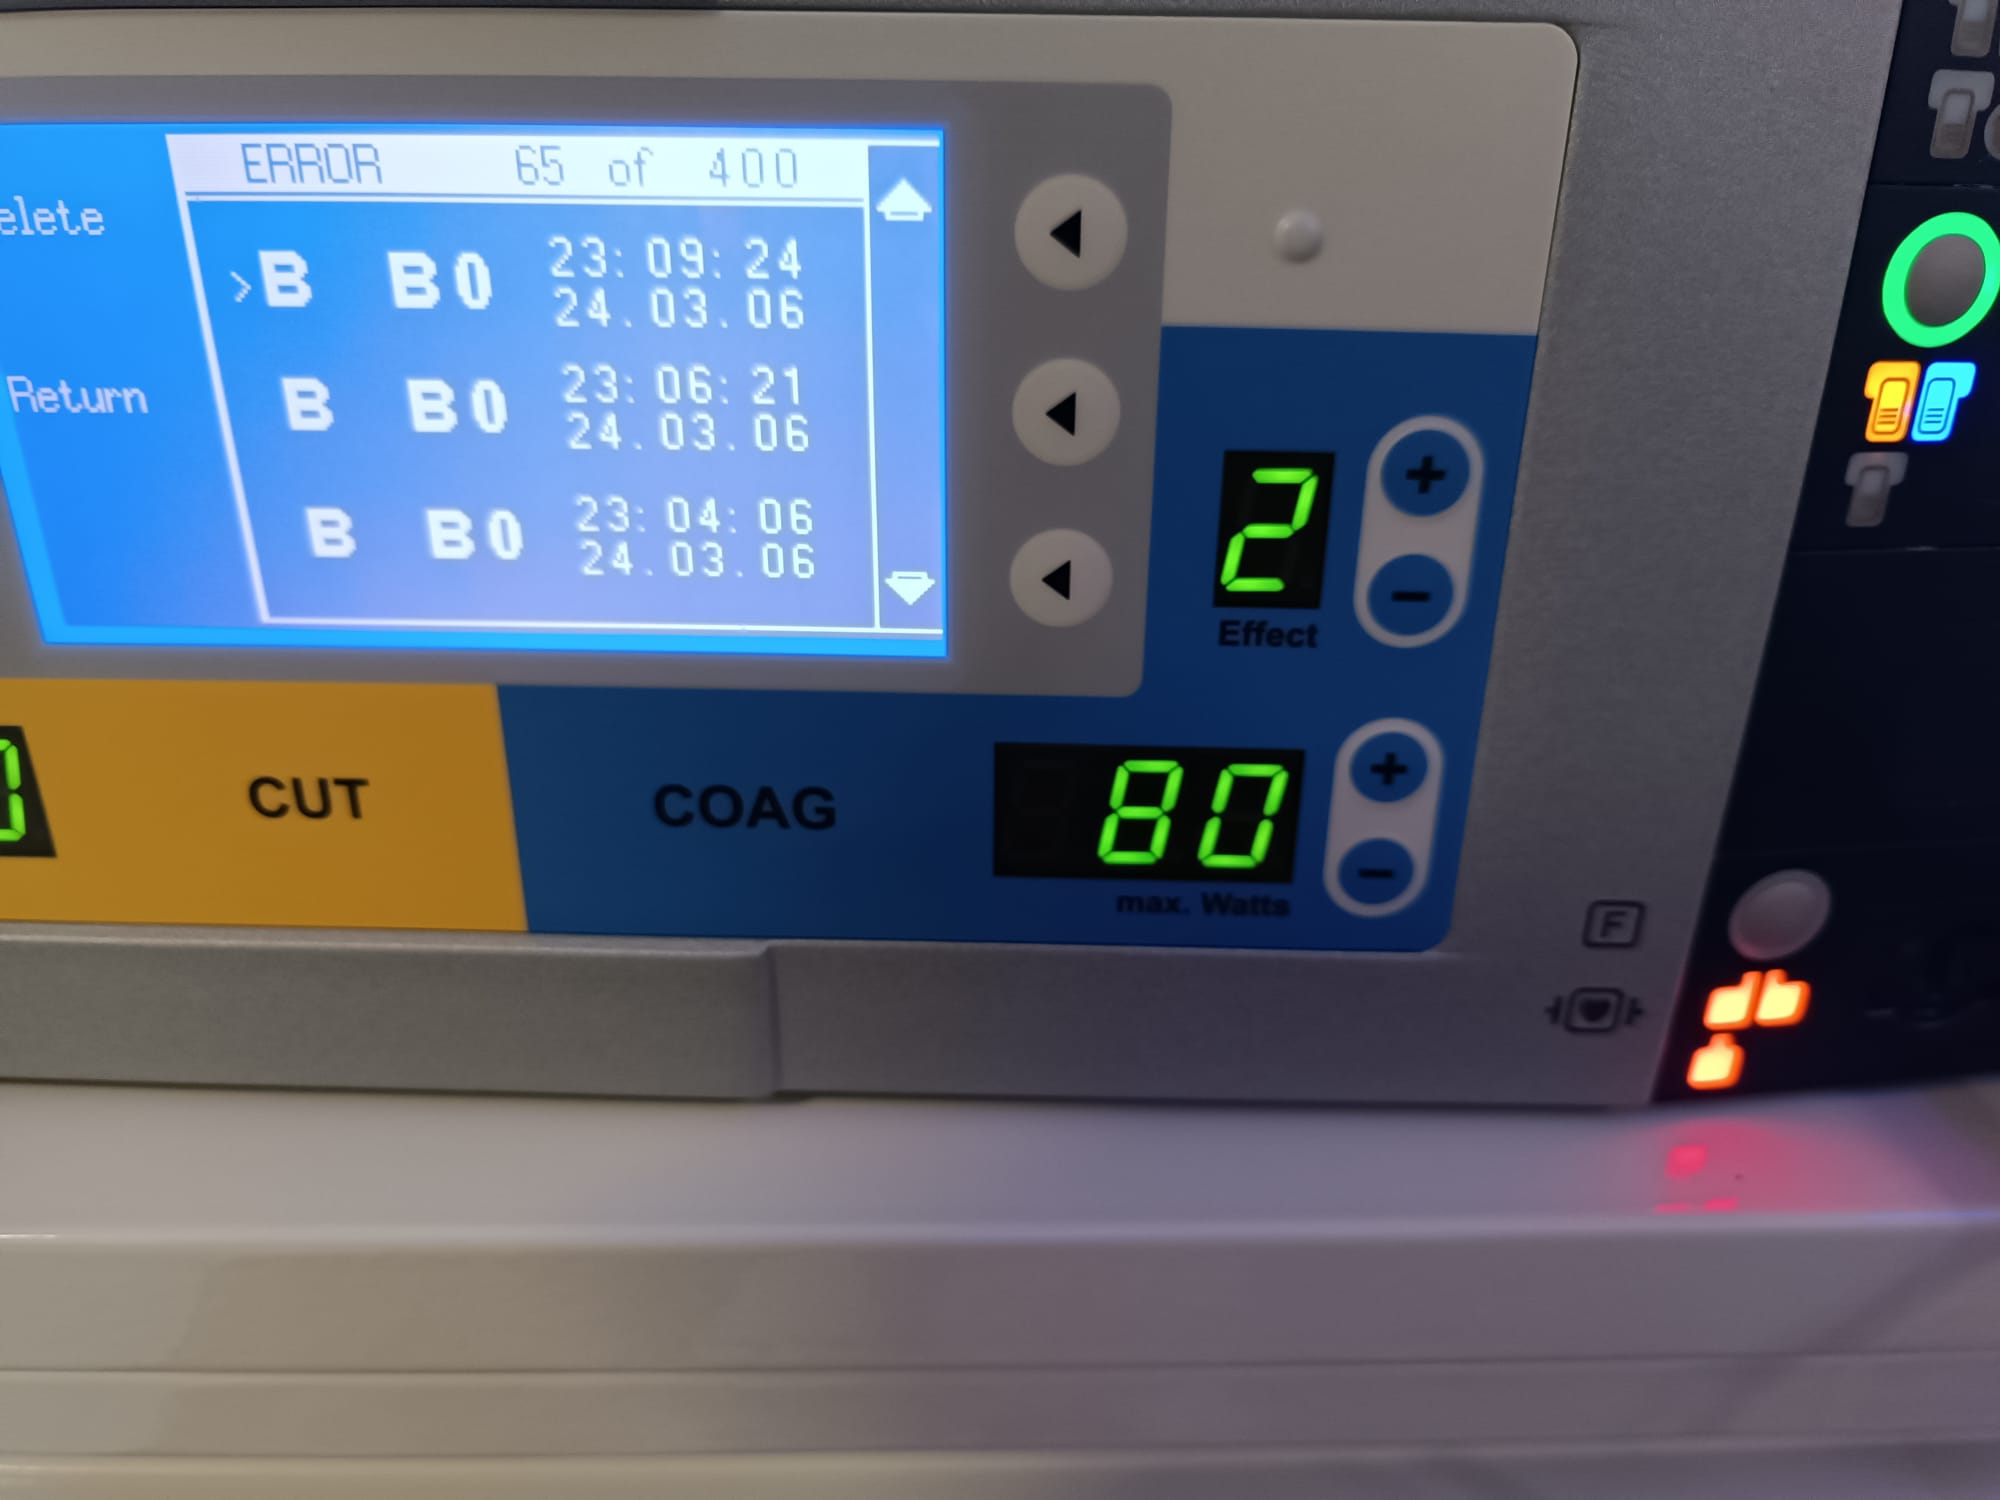 ERROR 65 of 400
elete
>B B0 23:09:24
24.03.06
Return
B B0 23:06:21
24.03.06
B B0 23:04:06
24.03.06
2
Effect
0
CUT
COAG
80
max. Watts
F